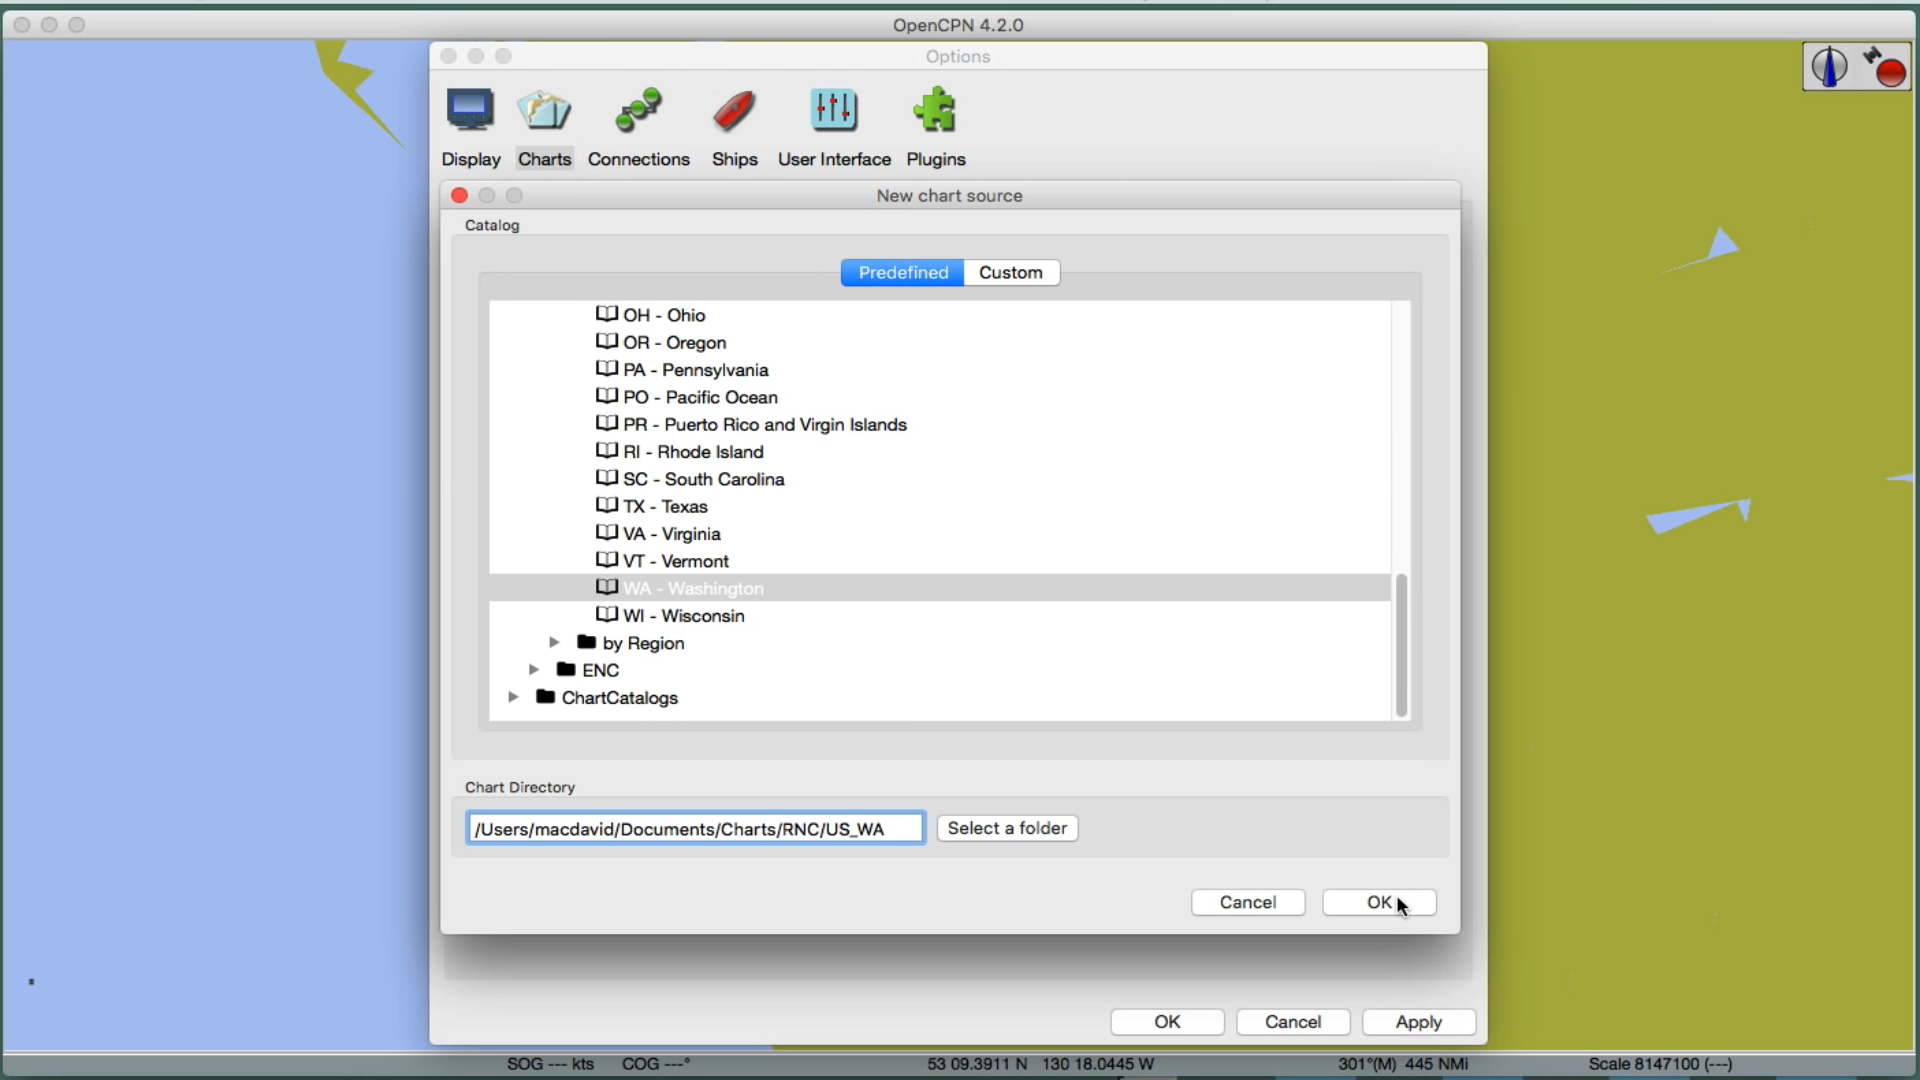 OpenCPN 4.2.0
Options
Display Charts Connections Ships User Interface Plugins
New chart source
Catalog
Predefined Custom
OH - Ohio
OR - Oregon
PA - Pennsylvania
PO - Pacific Ocean
PR - Puerto Rico and Virgin Islands
RI - Rhode Island
SC - South Carolina
TX - Texas
VA - Virginia
VT - Vermont
WA - Washington
WI - Wisconsin
by Region
ENC
ChartCatalogs
Chart Directory
/Users/macdavid/Documents/Charts/RNC/US_WA Select a folder
Cancel OK
OK Cancel Apply
SOG --- kts COG ---° 53 09.3911 N 130 18.0445 W 301°(M) 445 NMi Scale 8147100 (---)